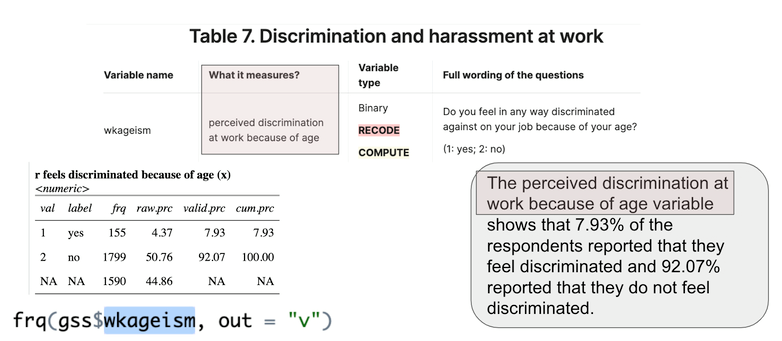 Table 7. Discrimination and harassment at work
Variable name What it measures? Variable type Full wording of the questions
wkageism
perceived discrimination
at work because of age
Binary
RECODE
COMPUTE
Do you feel in any way discriminated
against on your job because of your age?
(1: yes; 2: no)
r feels discriminated because of age (x)
<numeric>
val label frq raw.prc valid.prc cum.prc
1 yes 155 4.37 7.93 7.93
2 no 1799 50.76 92.07 100.00
NA NA 1590 44.86 NA NA
frq(gss$wkageism, out = "v")
The perceived discrimination at
work because of age variable
shows that 7.93% of the
respondents reported that they
feel discriminated and 92.07%
reported that they do not feel
discriminated.